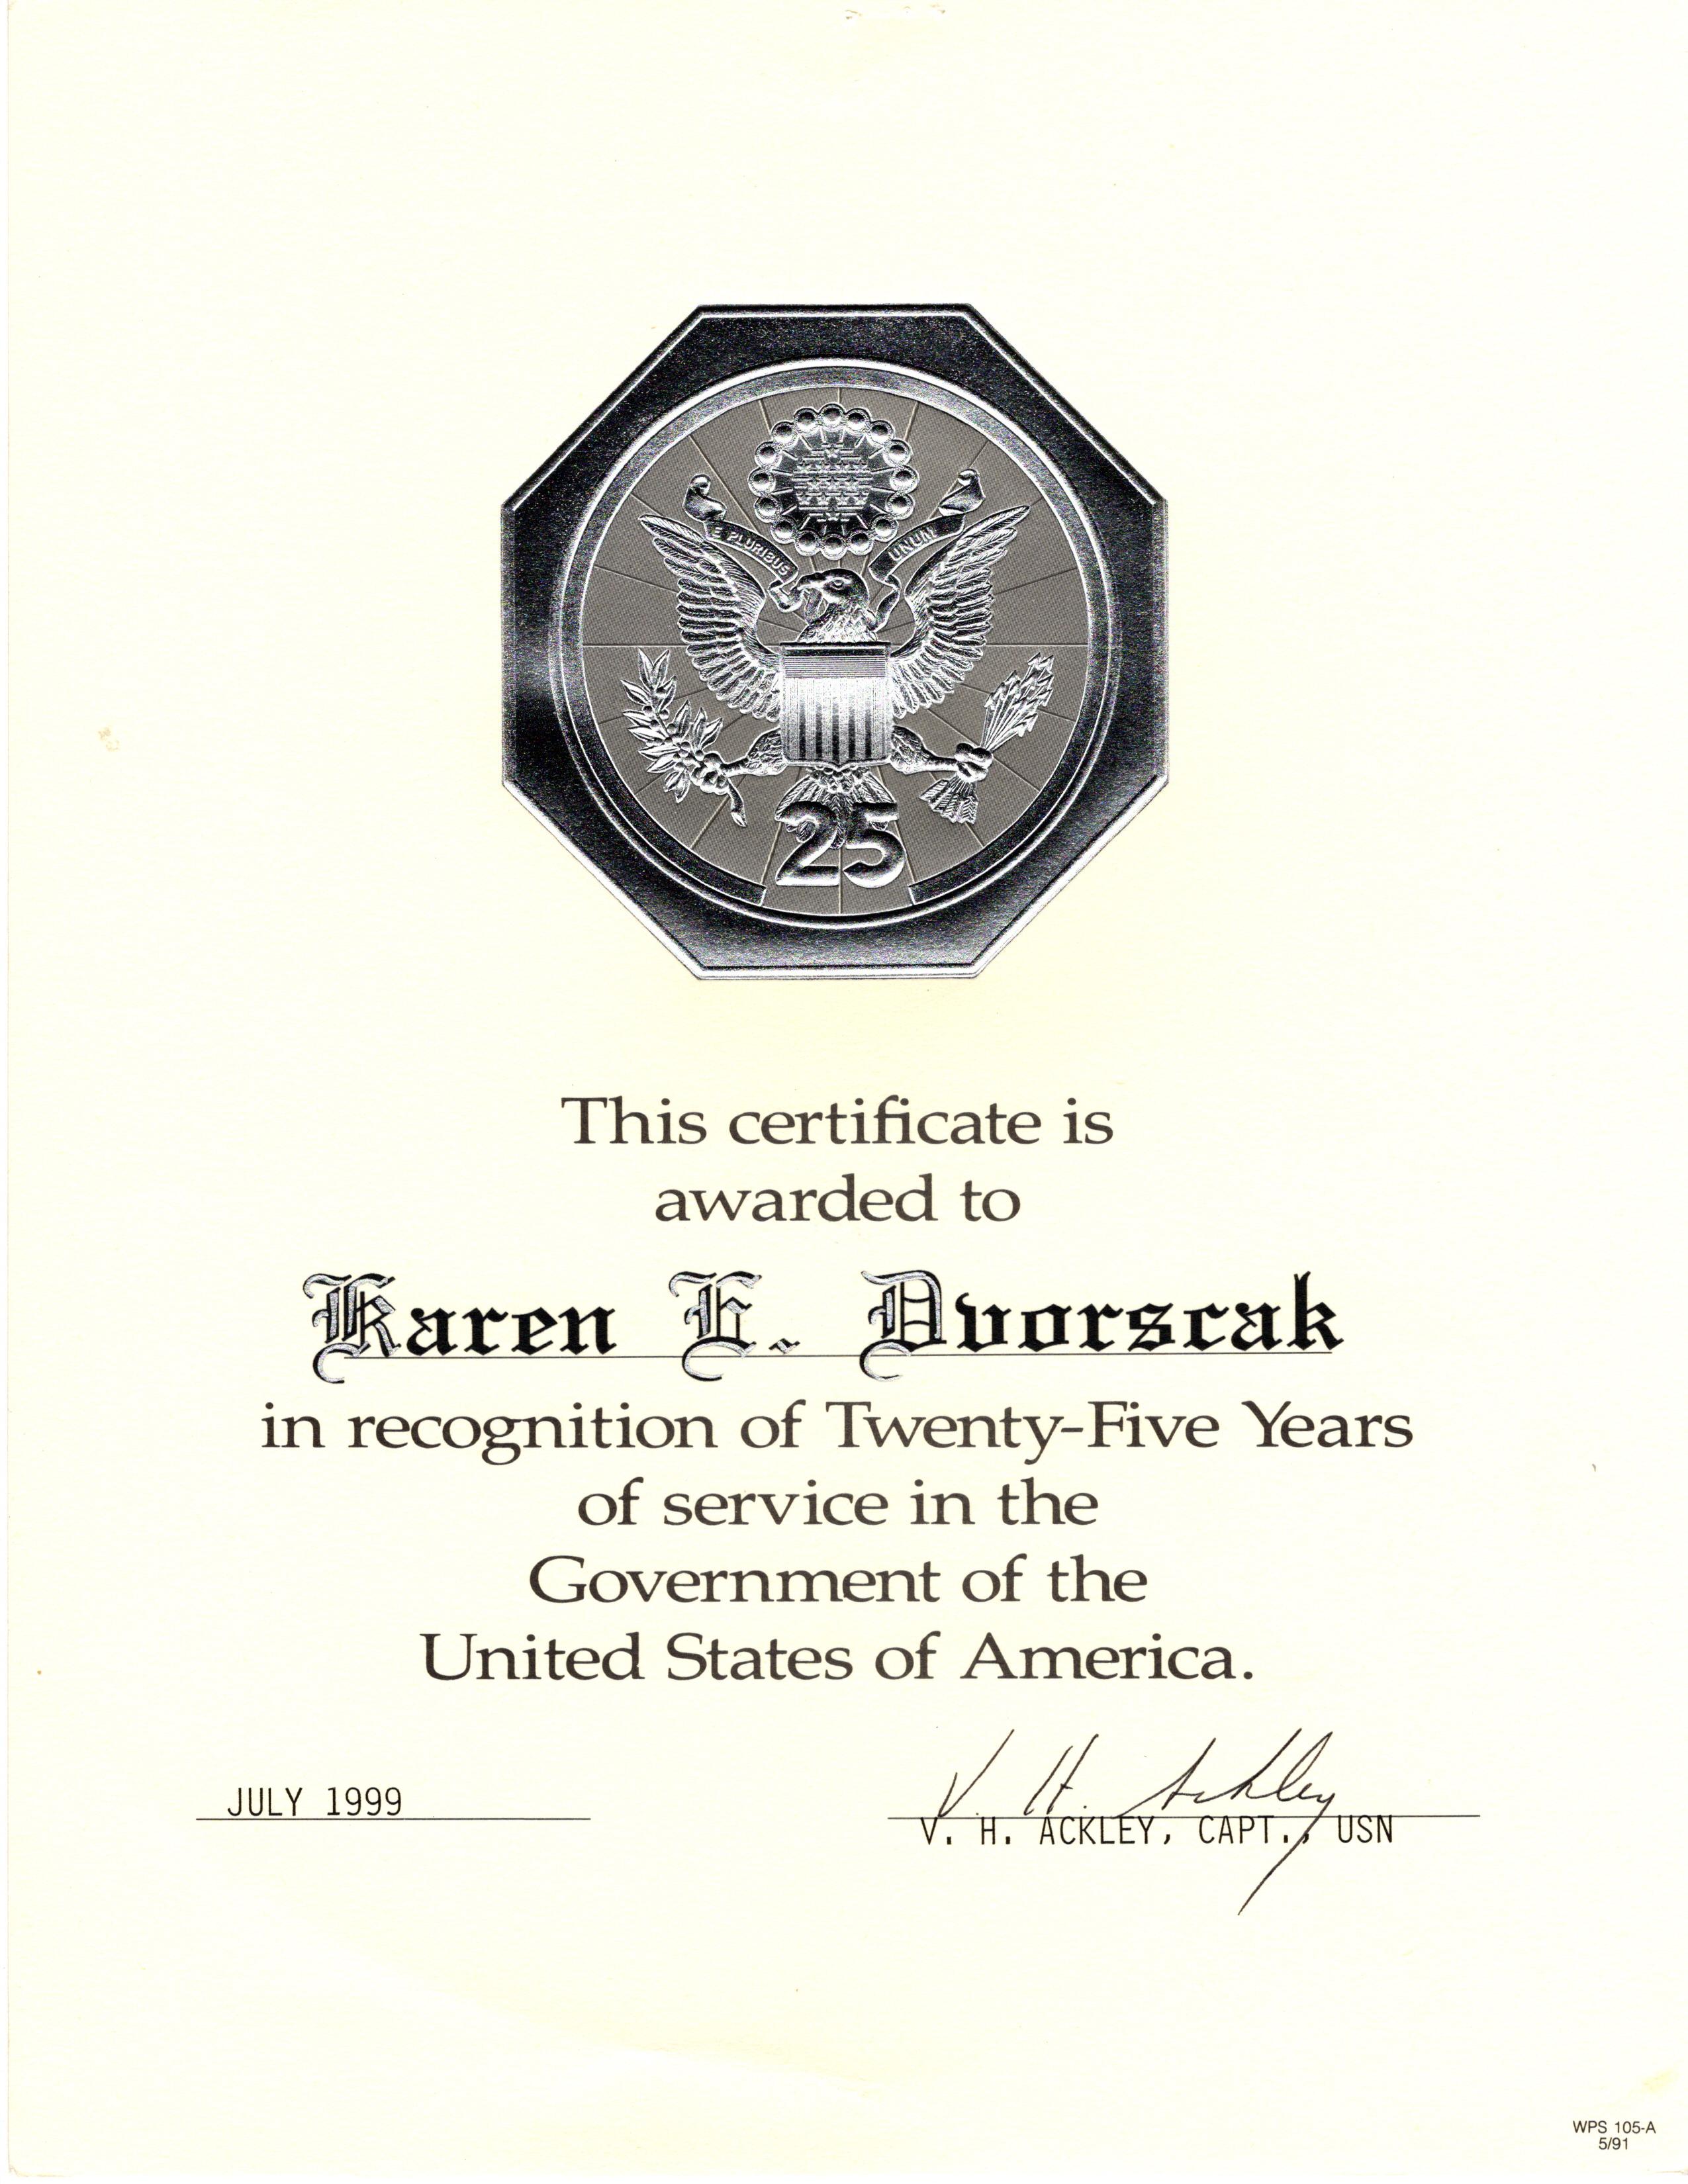 E PLURIBUS UNUM
25
This certificate is
awarded to
Karen E. Dvorscak
in recognition of Twenty-Five Years
of service in the
Government of the
United States of America.
JULY 1999
V. H. Ackley
V. H. ACKLEY, CAPT., USN
WPS 105-A
5/91